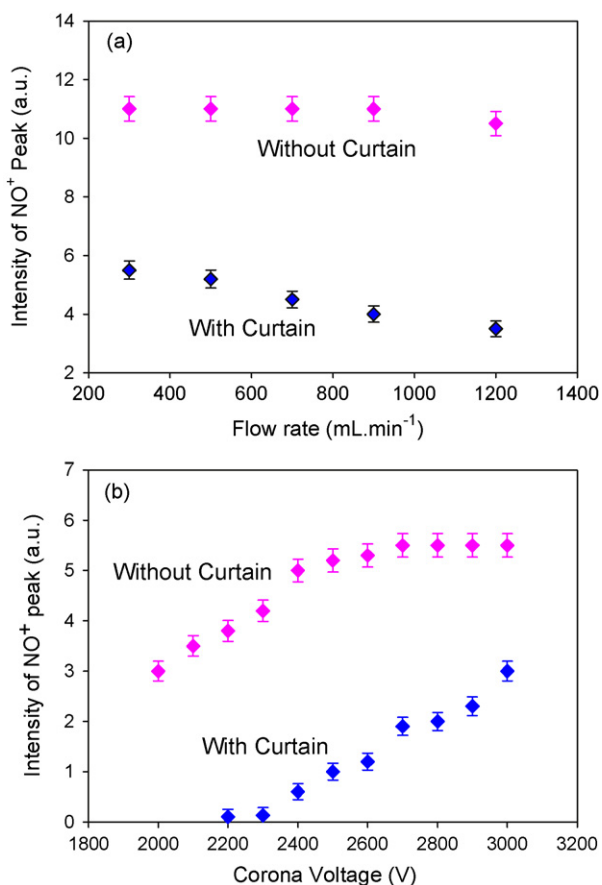 (a)
14
12
10
8
6
4
2
Intensity of NO⁺ Peak (a.u.)
Without Curtain
With Curtain
200 400 600 800 1000 1200 1400
Flow rate (mL.min⁻¹)
(b)
7
6
5
4
3
2
1
0
Intensity of NO⁺ peak (a.u.)
Without Curtain
With Curtain
1800 2000 2200 2400 2600 2800 3000 3200
Corona Voltage (V)